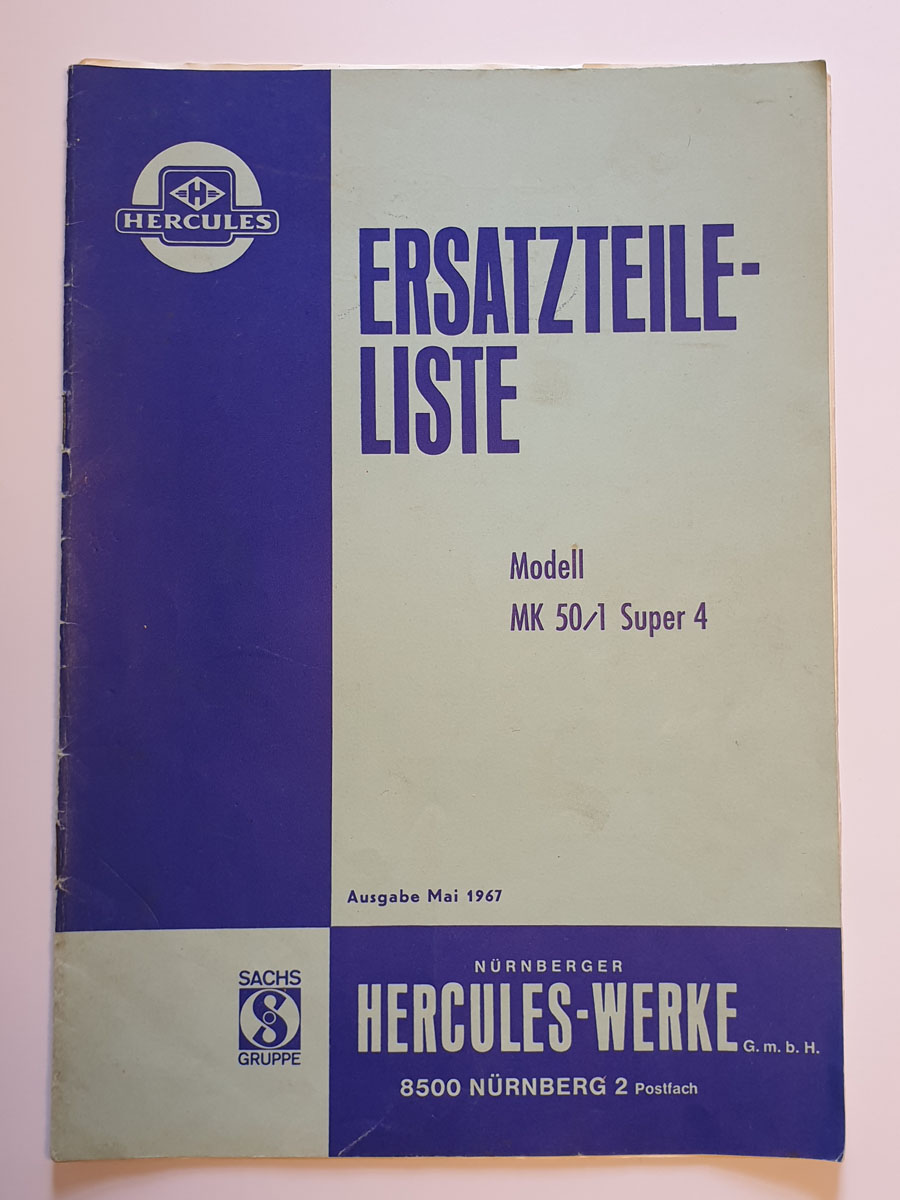 H
HERCULES
ERSATZTEILE-
LISTE
Modell
MK 50/1 Super 4
Ausgabe Mai 1967
SACHS
S
GRUPPE
NÜRNBERGER
HERCULES-WERKE G. m. b. H.
8500 NÜRNBERG 2 Postfach